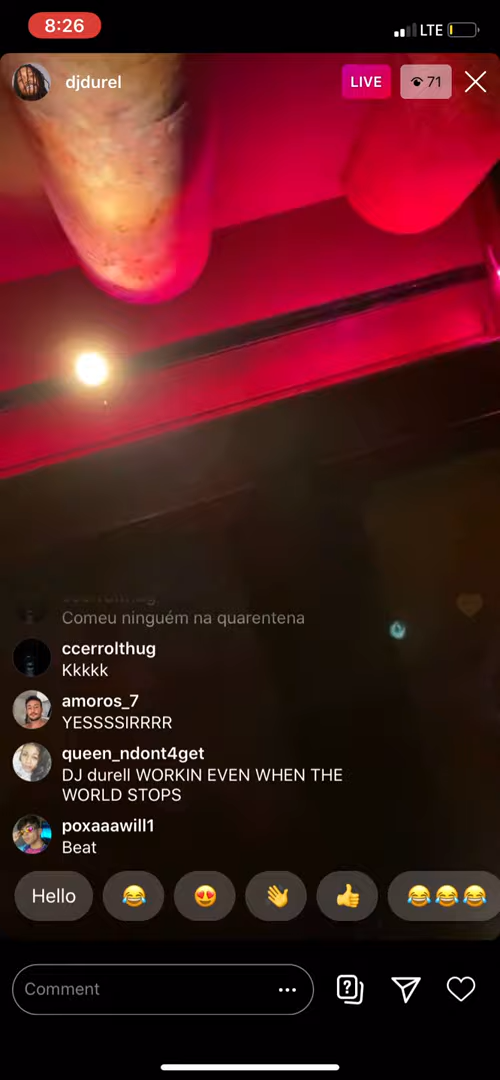 8:26
LTE
djdurel
LIVE
71
Comeu ninguém na quarentena
ccerrolthug
Kkkkk
amoros_7
YESSSSIRRRR
queen_ndont4get
DJ durell WORKIN EVEN WHEN THE
WORLD STOPS
poxaaawill1
Beat
Hello
Comment